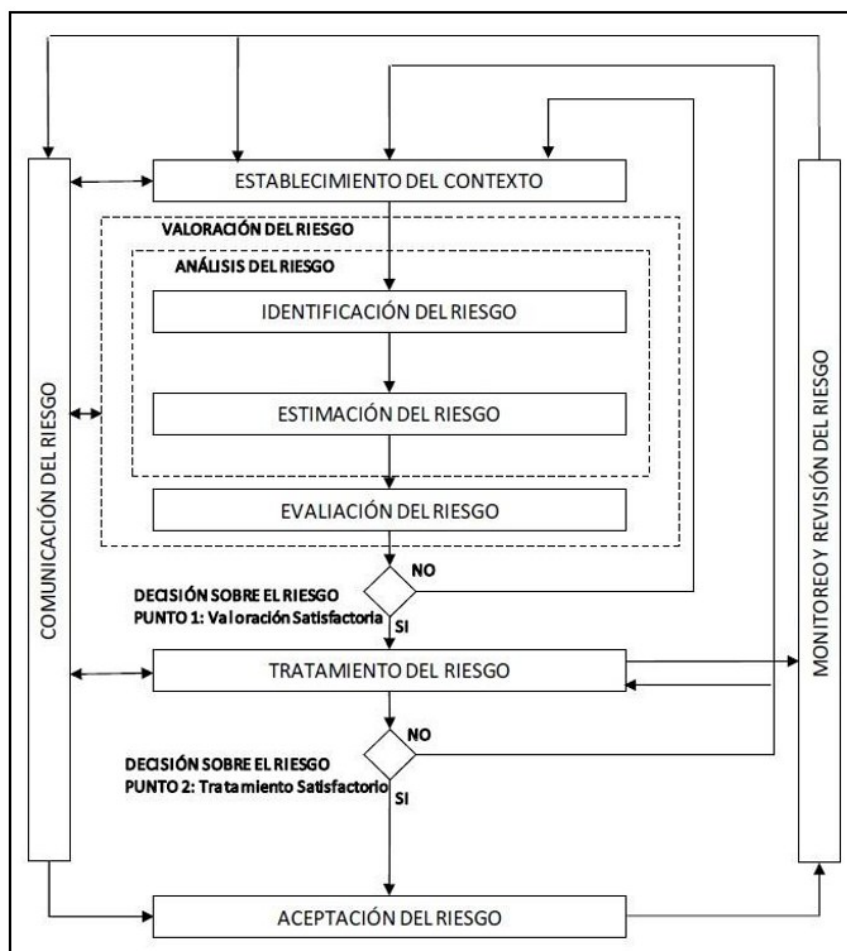 ESTABLECIMIENTO DEL CONTEXTO
VALORACIÓN DEL RIESGO
ANÁLISIS DEL RIESGO
IDENTIFICACIÓN DEL RIESGO
ESTIMACIÓN DEL RIESGO
EVALIACIÓN DEL RIESGO
NO
DECISIÓN SOBRE EL RIESGO
PUNTO 1: Valoración Satisfactoria
SI
TRATAMIENTO DEL RIESGO
NO
DECISIÓN SOBRE EL RIESGO
PUNTO 2: Tratamiento Satisfactorio
SI
ACEPTACIÓN DEL RIESGO
COMUNICACIÓN DEL RIESGO
MONITOREO Y REVISIÓN DEL RIESGO